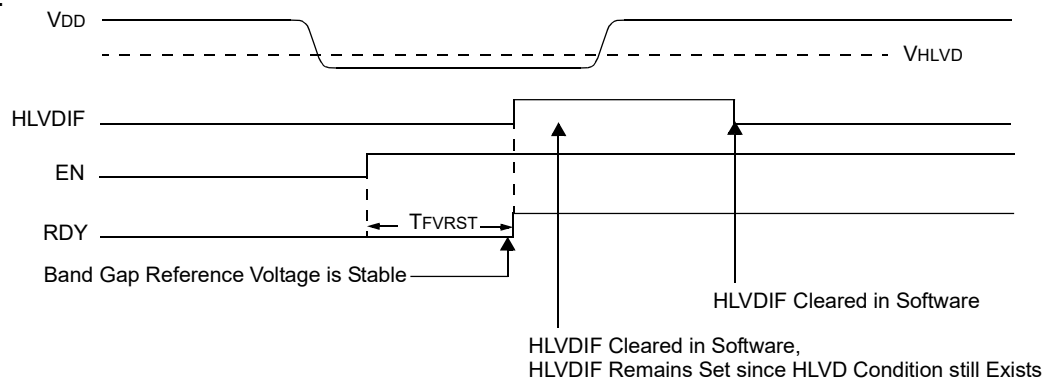 VDD
VHLVD
HLVDIF
EN
TFVRST
RDY
Band Gap Reference Voltage is Stable
HLVDIF Cleared in Software
HLVDIF Cleared in Software,
HLVDIF Remains Set since HLVD Condition still Exists